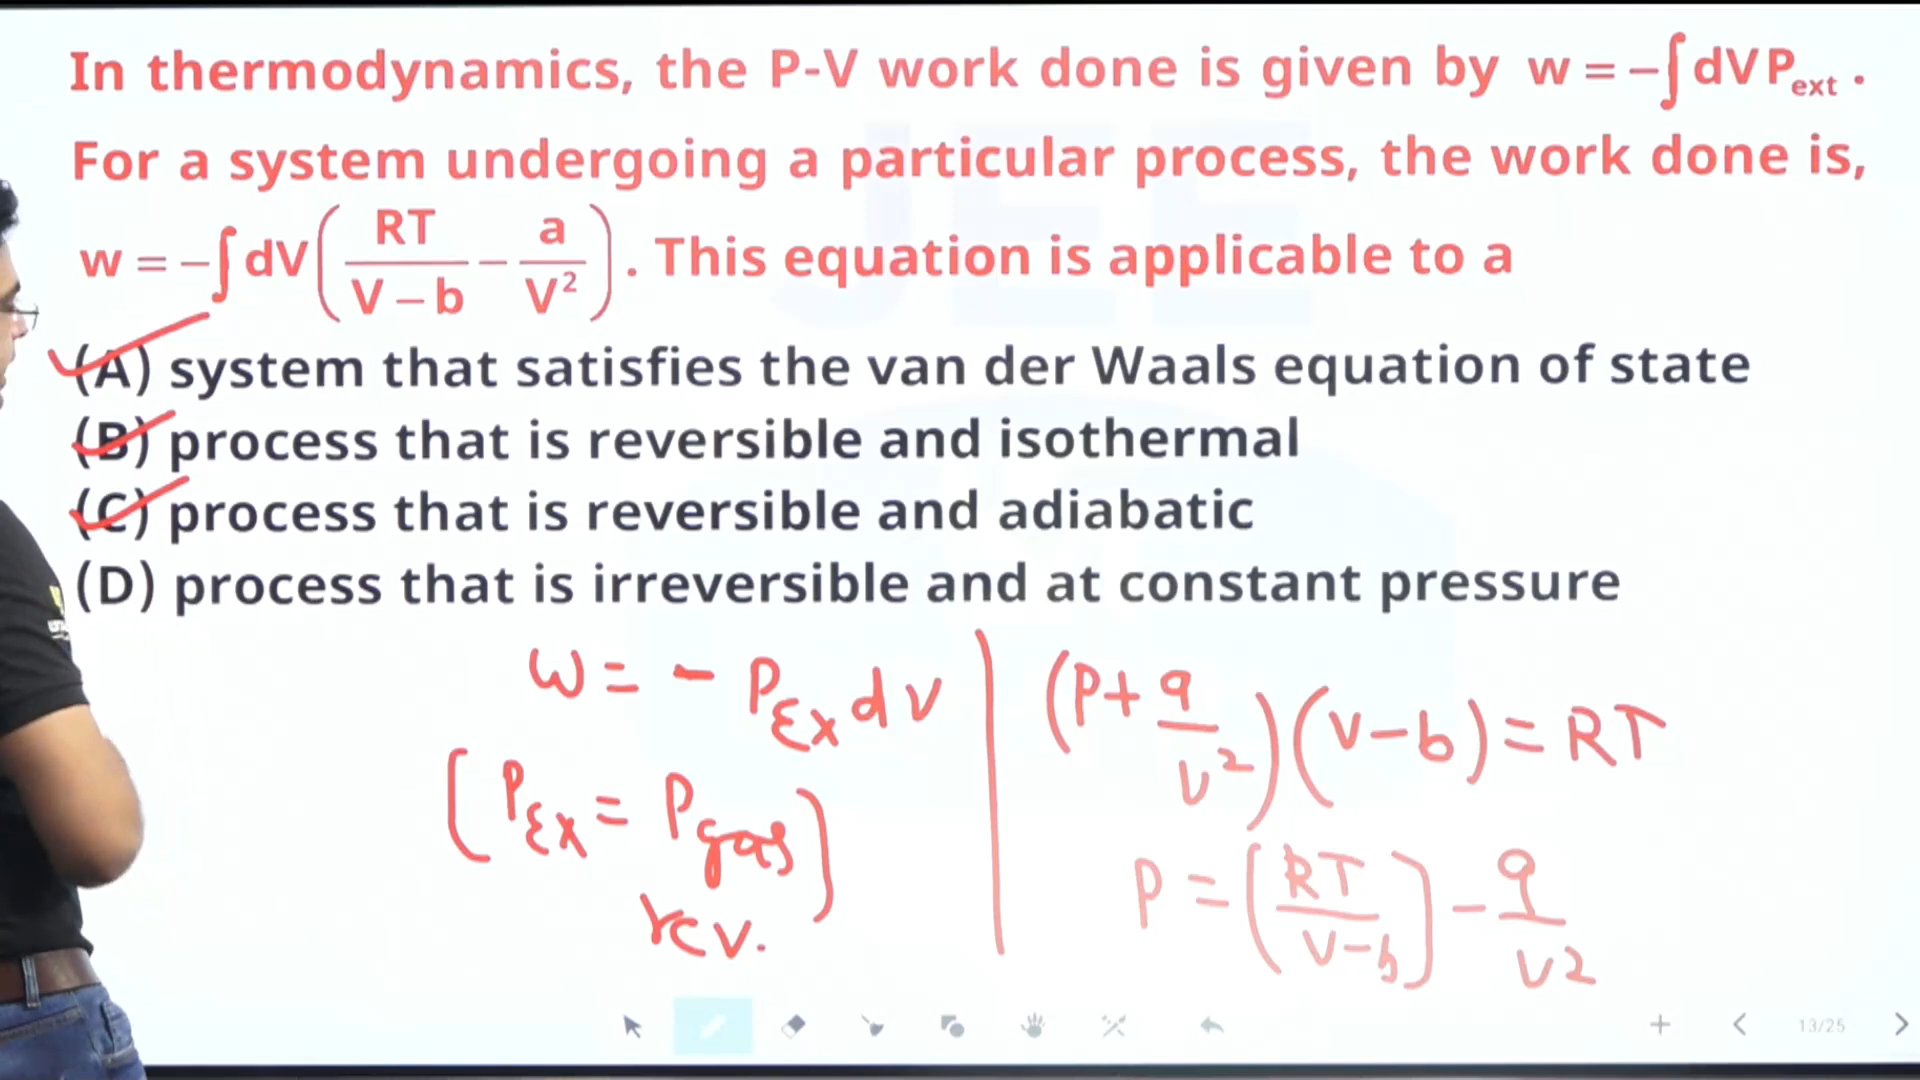 In thermodynamics, the P-V work done is given by w = −∫dVP_ext .
For a system undergoing a particular process, the work done is,
w = −∫dV(RT/(V − b) − a/V²). This equation is applicable to a
(A) system that satisfies the van der Waals equation of state
(B) process that is reversible and isothermal
(C) process that is reversible and adiabatic
(D) process that is irreversible and at constant pressure
w = - P_Ex dv
(P_Ex = P_gas)
rev.
(P + a/v²)(v-b) = RT
P = (RT/(v-b)) - a/v²
13/25